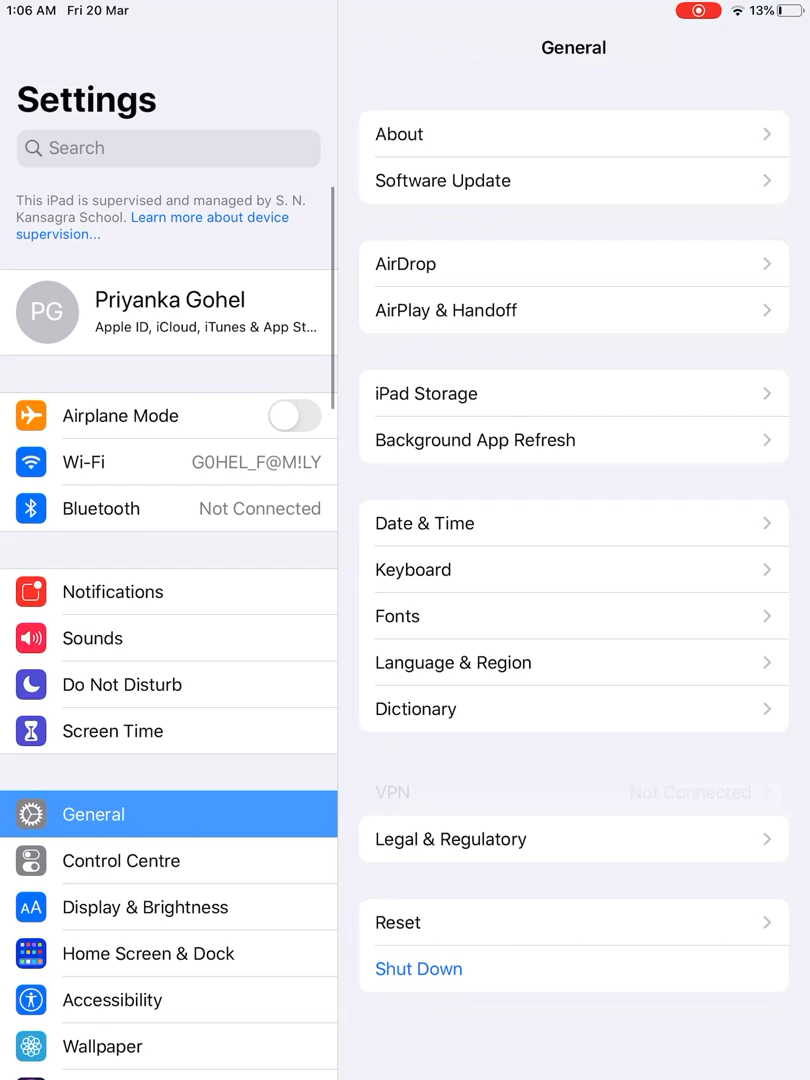 1:06 AM Fri 20 Mar
13%
Settings
Search
This iPad is supervised and managed by S. N.
Kansagra School. Learn more about device
supervision...
PG
Priyanka Gohel
Apple ID, iCloud, iTunes & App St...
Airplane Mode
Wi-Fi G0HEL_F@M!LY
Bluetooth Not Connected
Notifications
Sounds
Do Not Disturb
Screen Time
General
Control Centre
AA Display & Brightness
Home Screen & Dock
Accessibility
Wallpaper
General
About
Software Update
AirDrop
AirPlay & Handoff
iPad Storage
Background App Refresh
Date & Time
Keyboard
Fonts
Language & Region
Dictionary
VPN Not Connected
Legal & Regulatory
Reset
Shut Down